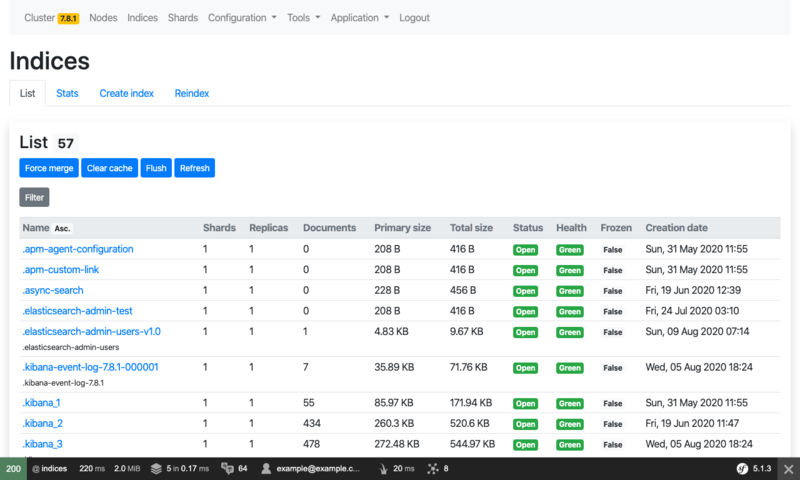 Cluster 7.8.1 Nodes Indices Shards Configuration Tools Application Logout
Indices
List Stats Create index Reindex
List 57
Force merge Clear cache Flush Refresh
Filter
Name Asc. Shards Replicas Documents Primary size Total size Status Health Frozen Creation date
.apm-agent-configuration 1 1 0 208 B 416 B Open Green False Sun, 31 May 2020 11:55
.apm-custom-link 1 1 0 208 B 416 B Open Green False Sun, 31 May 2020 11:55
.async-search 1 1 0 228 B 456 B Open Green False Fri, 19 Jun 2020 12:39
.elasticsearch-admin-test 1 1 0 208 B 416 B Open Green False Fri, 24 Jul 2020 03:10
.elasticsearch-admin-users-v1.0 1 1 1 4.83 KB 9.67 KB Open Green False Sun, 09 Aug 2020 07:14
.elasticsearch-admin-users
.kibana-event-log-7.8.1-000001 1 1 7 35.89 KB 71.76 KB Open Green False Wed, 05 Aug 2020 18:24
.kibana-event-log-7.8.1
.kibana_1 1 1 55 85.97 KB 171.94 KB Open Green False Sun, 31 May 2020 11:55
.kibana_2 1 1 434 260.3 KB 520.6 KB Open Green False Fri, 19 Jun 2020 11:47
.kibana_3 1 1 478 272.48 KB 544.97 KB Open Green False Wed, 05 Aug 2020 18:24
200 @ indices 220 ms 2.0 MiB 5 in 0.17 ms 64 example@example.c... 20 ms 8 sf 5.1.3